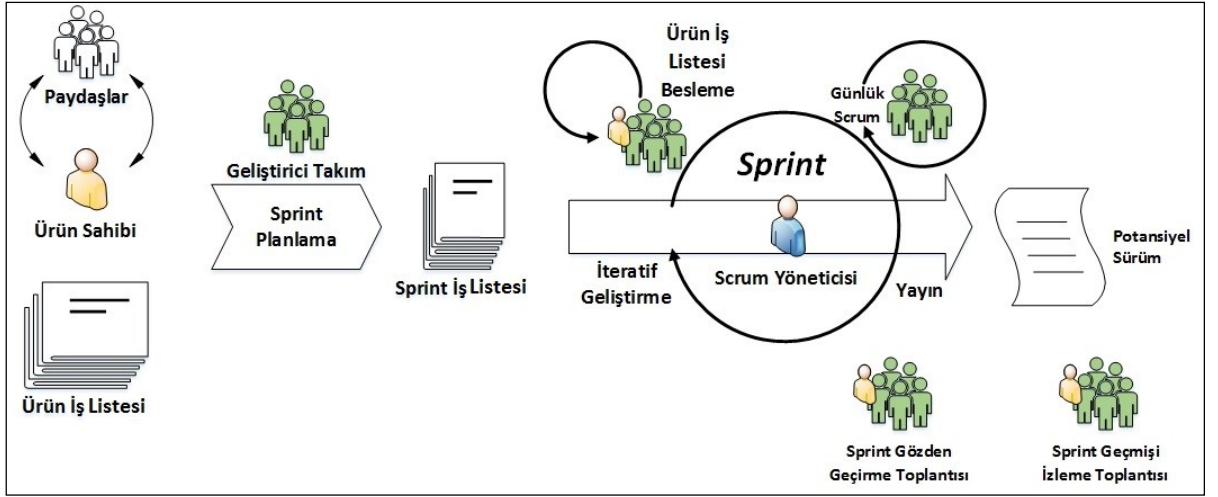 Paydaşlar
Ürün Sahibi
Ürün İş Listesi
Geliştirici Takım
Sprint
Planlama
Sprint İş Listesi
Ürün İş
Listesi
Besleme
Günlük
Scrum
Sprint
İteratif
Geliştirme
Scrum Yöneticisi
Yayın
Potansiyel
Sürüm
Sprint Gözden
Geçirme Toplantısı
Sprint Geçmişi
İzleme Toplantısı